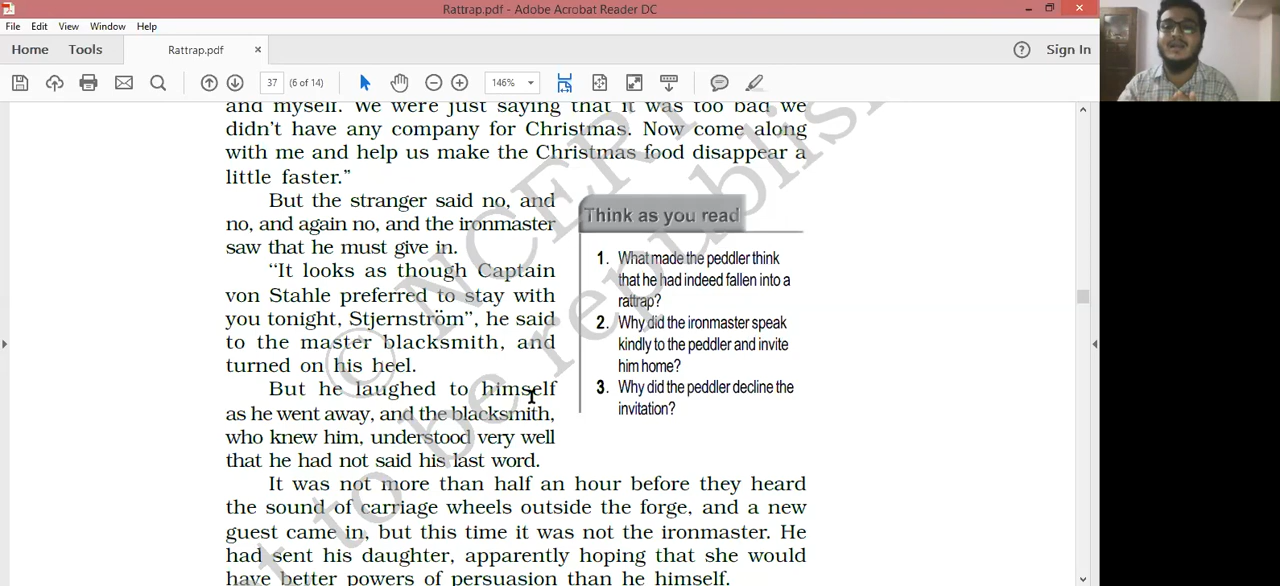 Rattrap.pdf - Adobe Acrobat Reader DC
File Edit View Window Help
Home Tools Rattrap.pdf × ? Sign In
37 (6 of 14) 146%
and myself. We were just saying that it was too bad we
didn't have any company for Christmas. Now come along
with me and help us make the Christmas food disappear a
little faster."
But the stranger said no, and
no, and again no, and the ironmaster
saw that he must give in.
"It looks as though Captain
von Stahle preferred to stay with
you tonight, Stjernström", he said
to the master blacksmith, and
turned on his heel.
But he laughed to himself
as he went away, and the blacksmith,
who knew him, understood very well
that he had not said his last word.
Think as you read
1. What made the peddler think
that he had indeed fallen into a
rattrap?
2. Why did the ironmaster speak
kindly to the peddler and invite
him home?
3. Why did the peddler decline the
invitation?
It was not more than half an hour before they heard
the sound of carriage wheels outside the forge, and a new
guest came in, but this time it was not the ironmaster. He
had sent his daughter, apparently hoping that she would
have better powers of persuasion than he himself.
© NCERT
not to be republished